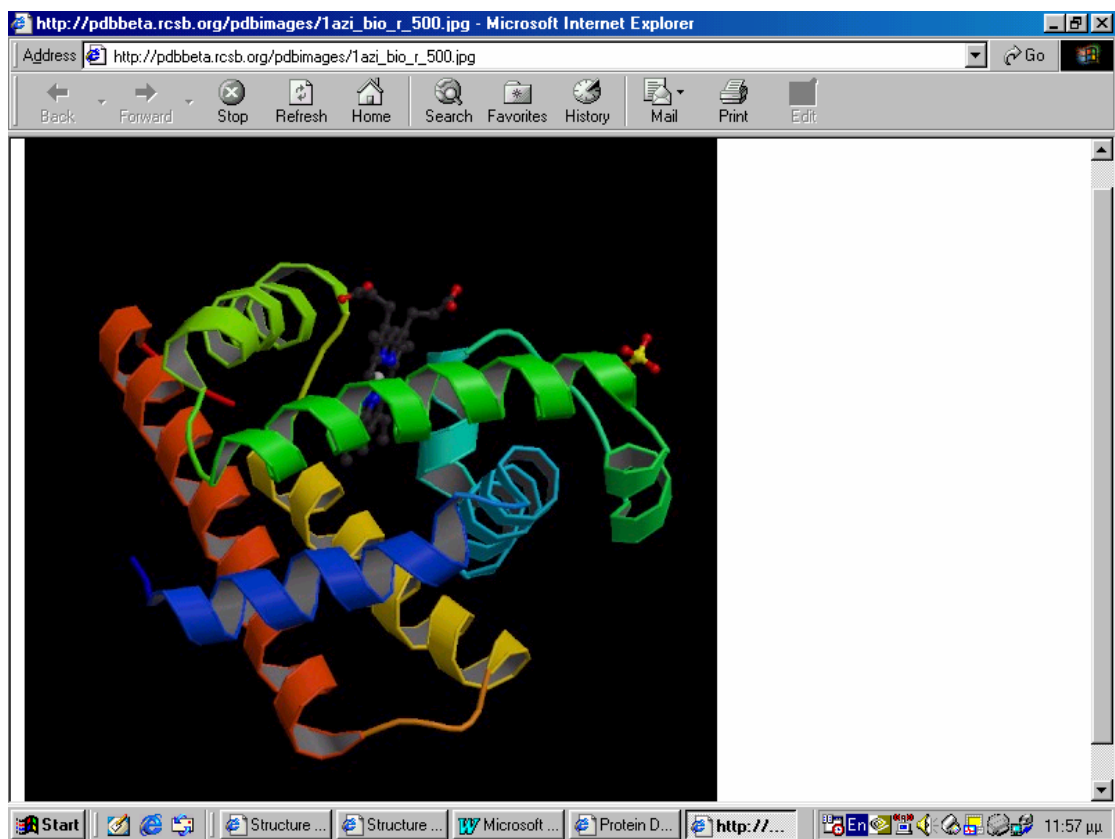 http://pdbbeta.rcsb.org/pdbimages/1azi_bio_r_500.jpg - Microsoft Internet Explorer
Address http://pdbbeta.rcsb.org/pdbimages/1azi_bio_r_500.jpg Go
Back Forward Stop Refresh Home Search Favorites History Mail Print Edit
Start Structure ... Structure ... Microsoft ... Protein D... http://... En 11:57 μμ